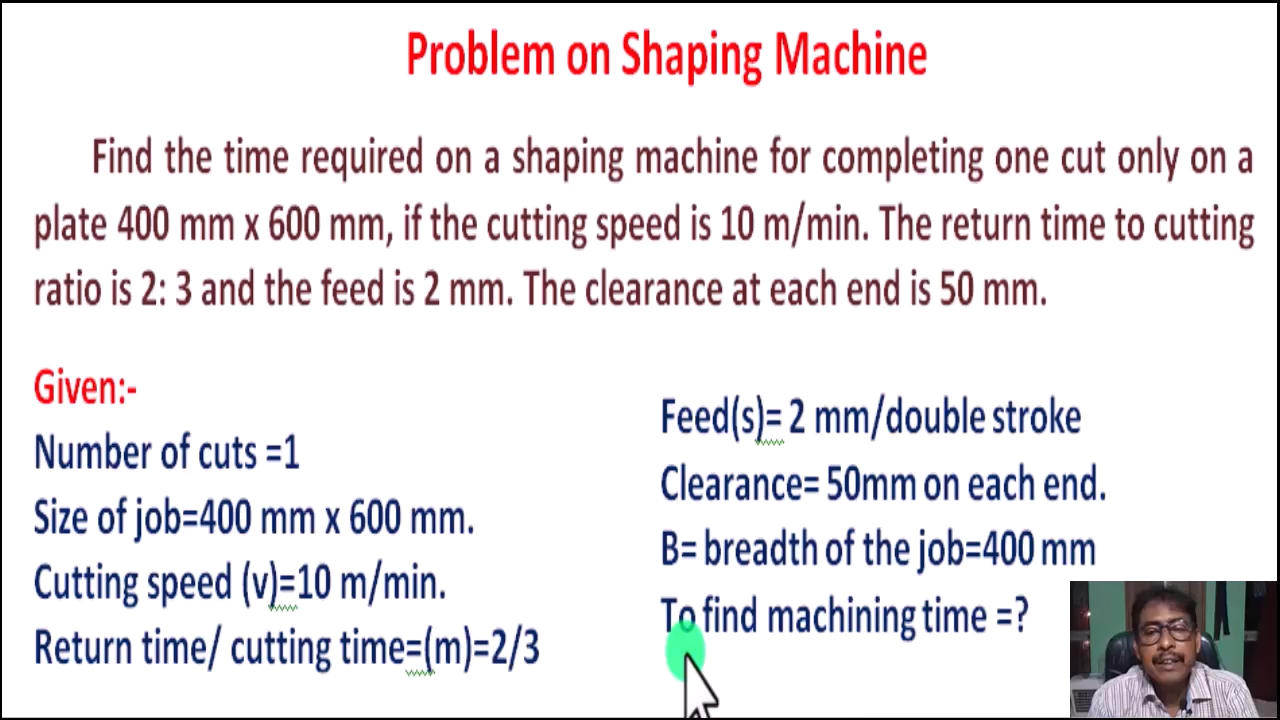 Problem on Shaping Machine
Find the time required on a shaping machine for completing one cut only on a
plate 400 mm x 600 mm, if the cutting speed is 10 m/min. The return time to cutting
ratio is 2: 3 and the feed is 2 mm. The clearance at each end is 50 mm.
Given:-
Number of cuts =1
Size of job=400 mm x 600 mm.
Cutting speed (v)=10 m/min.
Return time/ cutting time=(m)=2/3
Feed(s)= 2 mm/double stroke
Clearance= 50mm on each end.
B= breadth of the job=400 mm
To find machining time =?